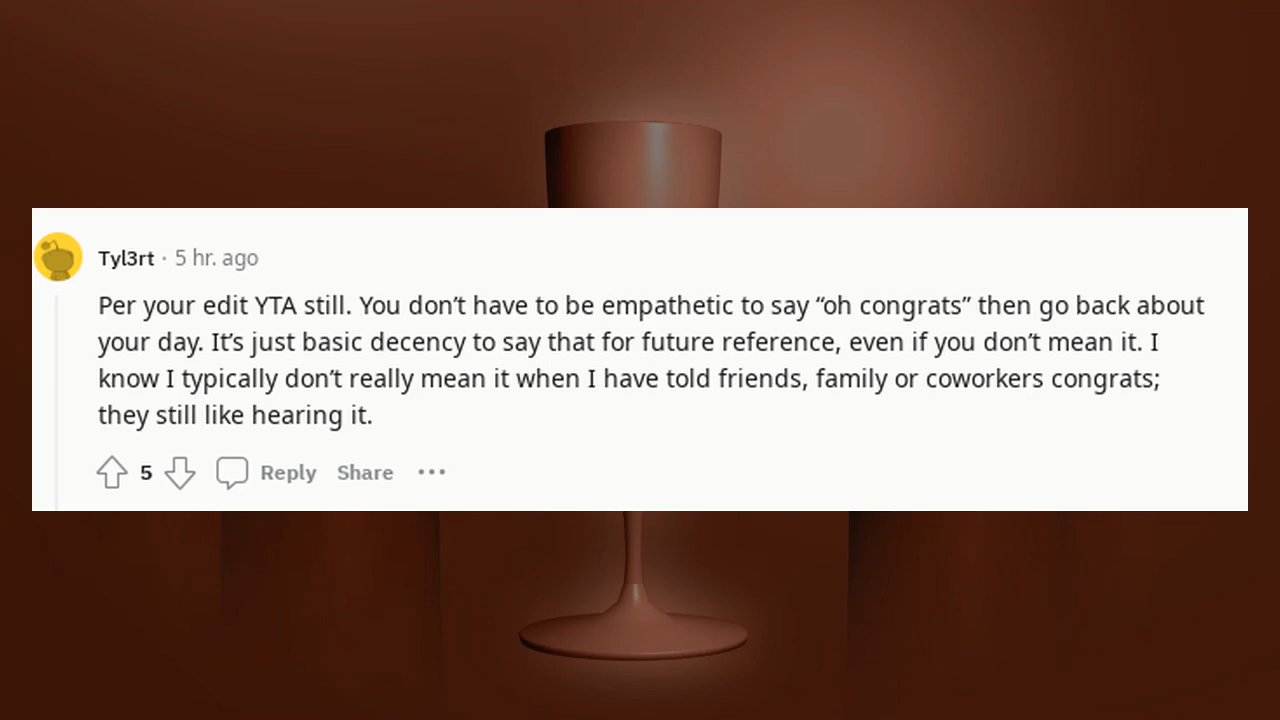 Tyl3rt · 5 hr. ago
Per your edit YTA still. You don’t have to be empathetic to say “oh congrats” then go back about
your day. It’s just basic decency to say that for future reference, even if you don’t mean it. I
know I typically don’t really mean it when I have told friends, family or coworkers congrats;
they still like hearing it.
5 Reply Share ···